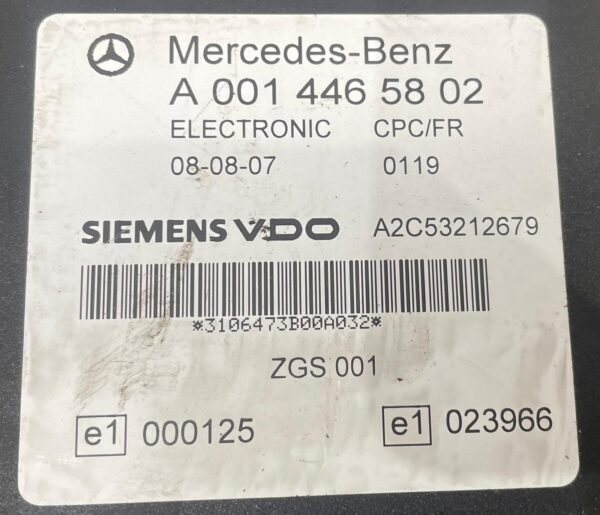 Mercedes-Benz
A 001 446 58 02
ELECTRONIC CPC/FR
08-08-07 0119
SIEMENS VDO A2C53212679
*3106473B00A032*
ZGS 001
e1 000125 e1 023966